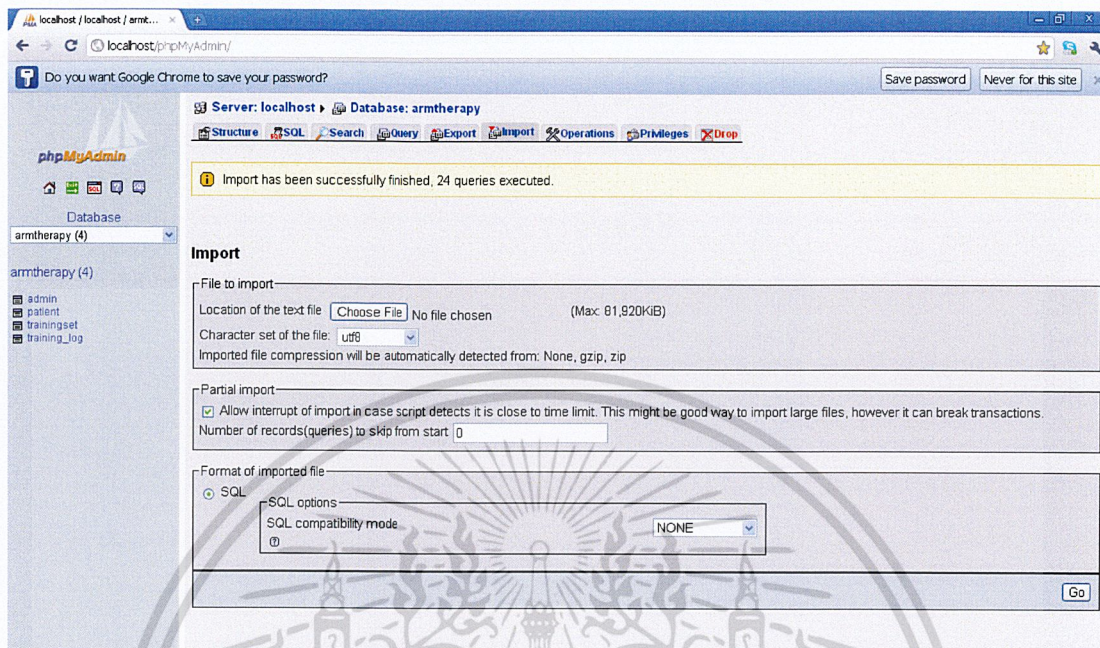 localhost / localhost / armt...
localhost/phpMyAdmin/
Do you want Google Chrome to save your password?
Save password
Never for this site
phpMyAdmin
Database
armtherapy (4)
armtherapy (4)
admin
patient
trainingset
training_log
Server: localhost
Database: armtherapy
Structure SQL Search Query Export Import Operations Privileges Drop
Import has been successfully finished, 24 queries executed.
Import
File to import
Location of the text file Choose File No file chosen (Max: 81,920KiB)
Character set of the file: utf8
Imported file compression will be automatically detected from: None, gzip, zip
Partial import
Allow interrupt of import in case script detects it is close to time limit. This might be good way to import large files, however it can break transactions.
Number of records(queries) to skip from start 0
Format of imported file
SQL
SQL options
SQL compatibility mode NONE
Go